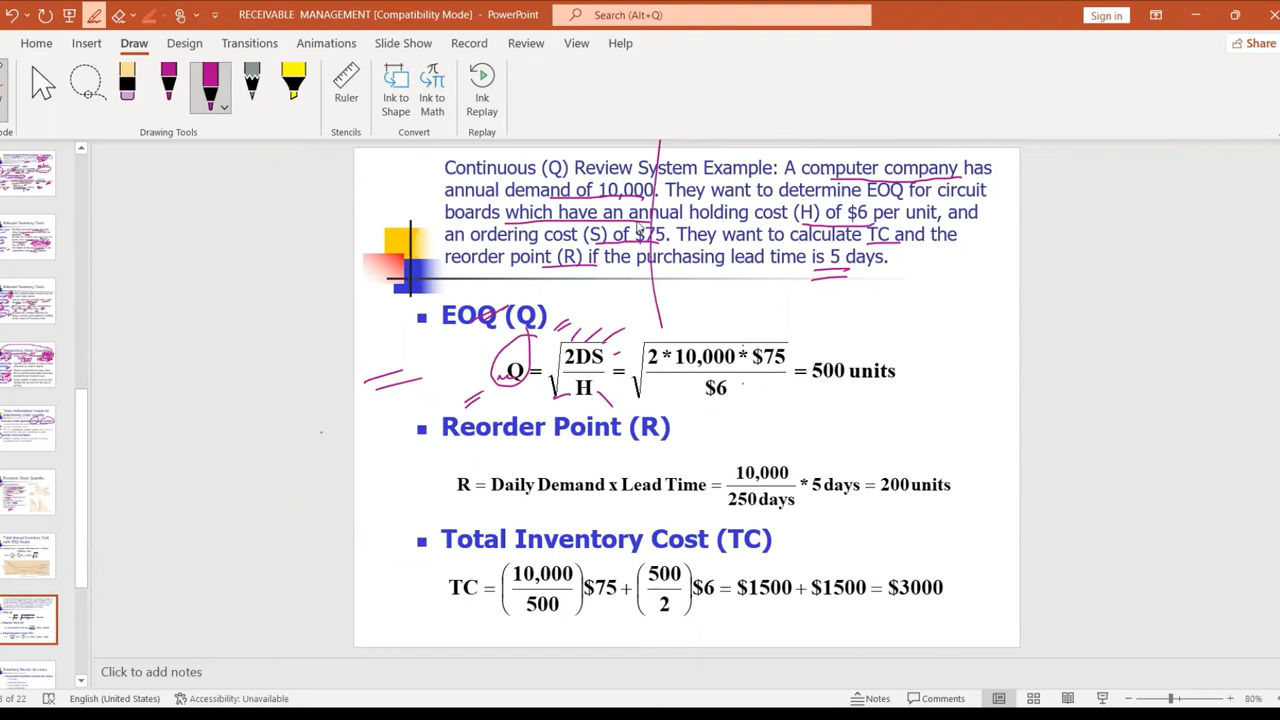 RECEIVABLE MANAGEMENT [Compatibility Mode] - PowerPoint
Search (Alt+Q)
Sign in
Home Insert Draw Design Transitions Animations Slide Show Record Review View Help
Share
Ruler
Ink to Shape
Ink to Math
Ink Replay
Drawing Tools
Stencils
Convert
Replay
Continuous (Q) Review System Example: A computer company has
annual demand of 10,000. They want to determine EOQ for circuit
boards which have an annual holding cost (H) of $6 per unit, and
an ordering cost (S) of $75. They want to calculate TC and the
reorder point (R) if the purchasing lead time is 5 days.
EOQ (Q)
Q = √(2DS / H) = √(2 * 10,000 * $75 / $6) = 500 units
Reorder Point (R)
R = Daily Demand x Lead Time = 10,000 / 250 days * 5 days = 200 units
Total Inventory Cost (TC)
TC = (10,000 / 500) $75 + (500 / 2) $6 = $1500 + $1500 = $3000
Click to add notes
of 22 English (United States) Accessibility: Unavailable Notes Comments 80%